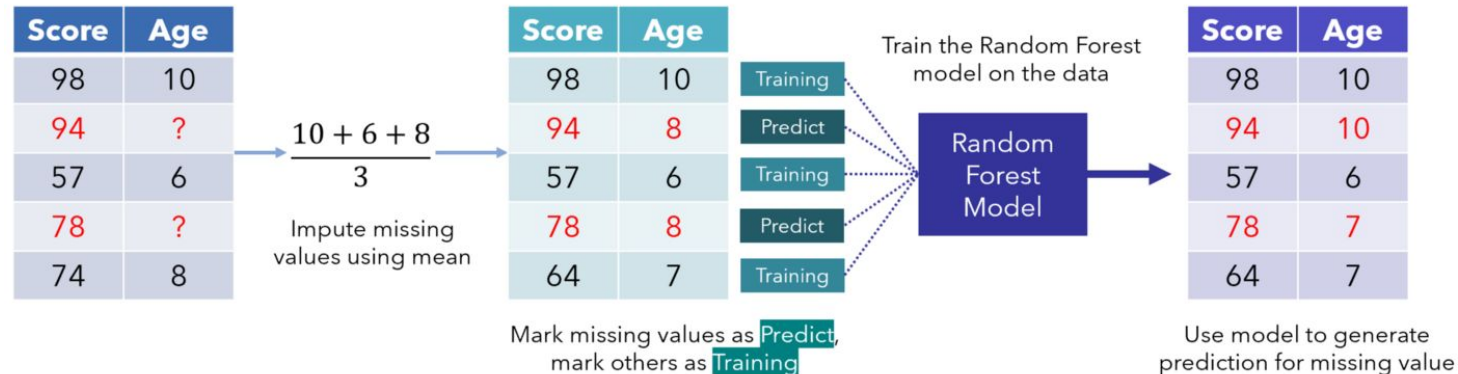 Score Age
98 10
94 ?
57 6
78 ?
74 8
10 + 6 + 8
3
Impute missing
values using mean
Score Age
98 10
94 8
57 6
78 8
64 7
Mark missing values as Predict,
mark others as Training
Training
Predict
Training
Predict
Training
Train the Random Forest
model on the data
Random
Forest
Model
Score Age
98 10
94 10
57 6
78 7
64 7
Use model to generate
prediction for missing value